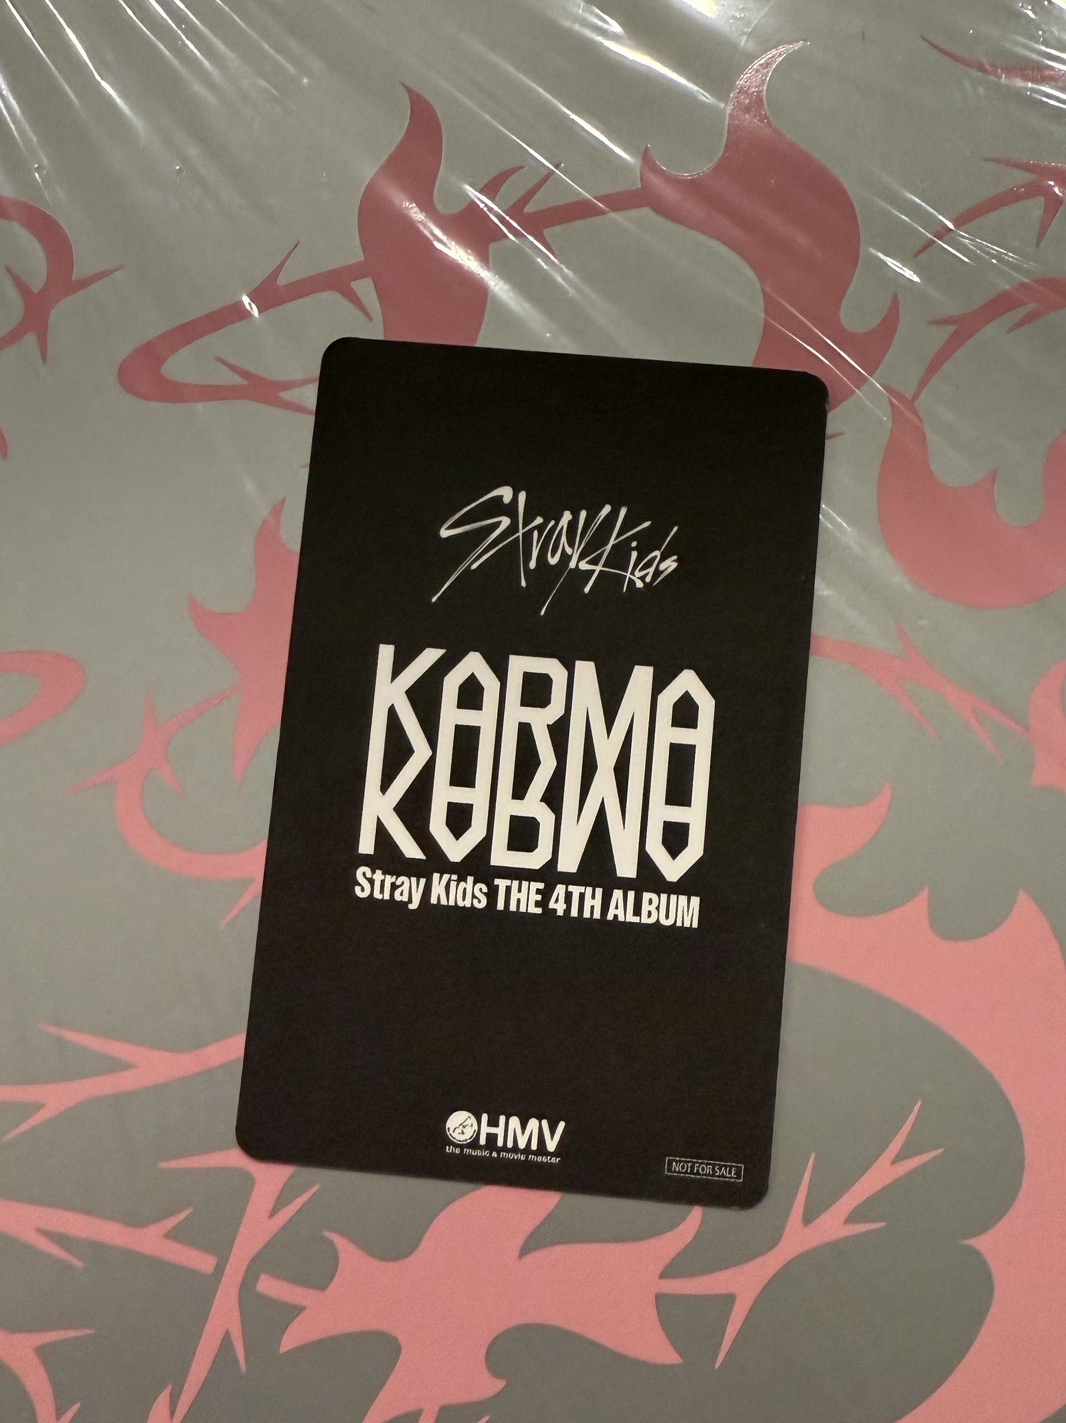 Stray Kids
KARMA
Stray Kids THE 4TH ALBUM
HMV
the music & movie master
NOT FOR SALE